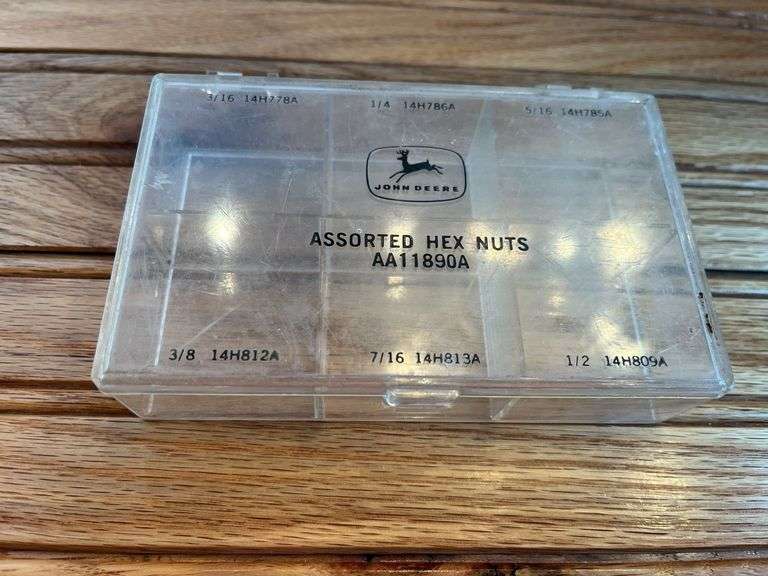 3/16 14H778A 1/4 14H786A 5/16 14H785A
JOHN DEERE
ASSORTED HEX NUTS
AA11890A
3/8 14H812A 7/16 14H813A 1/2 14H809A